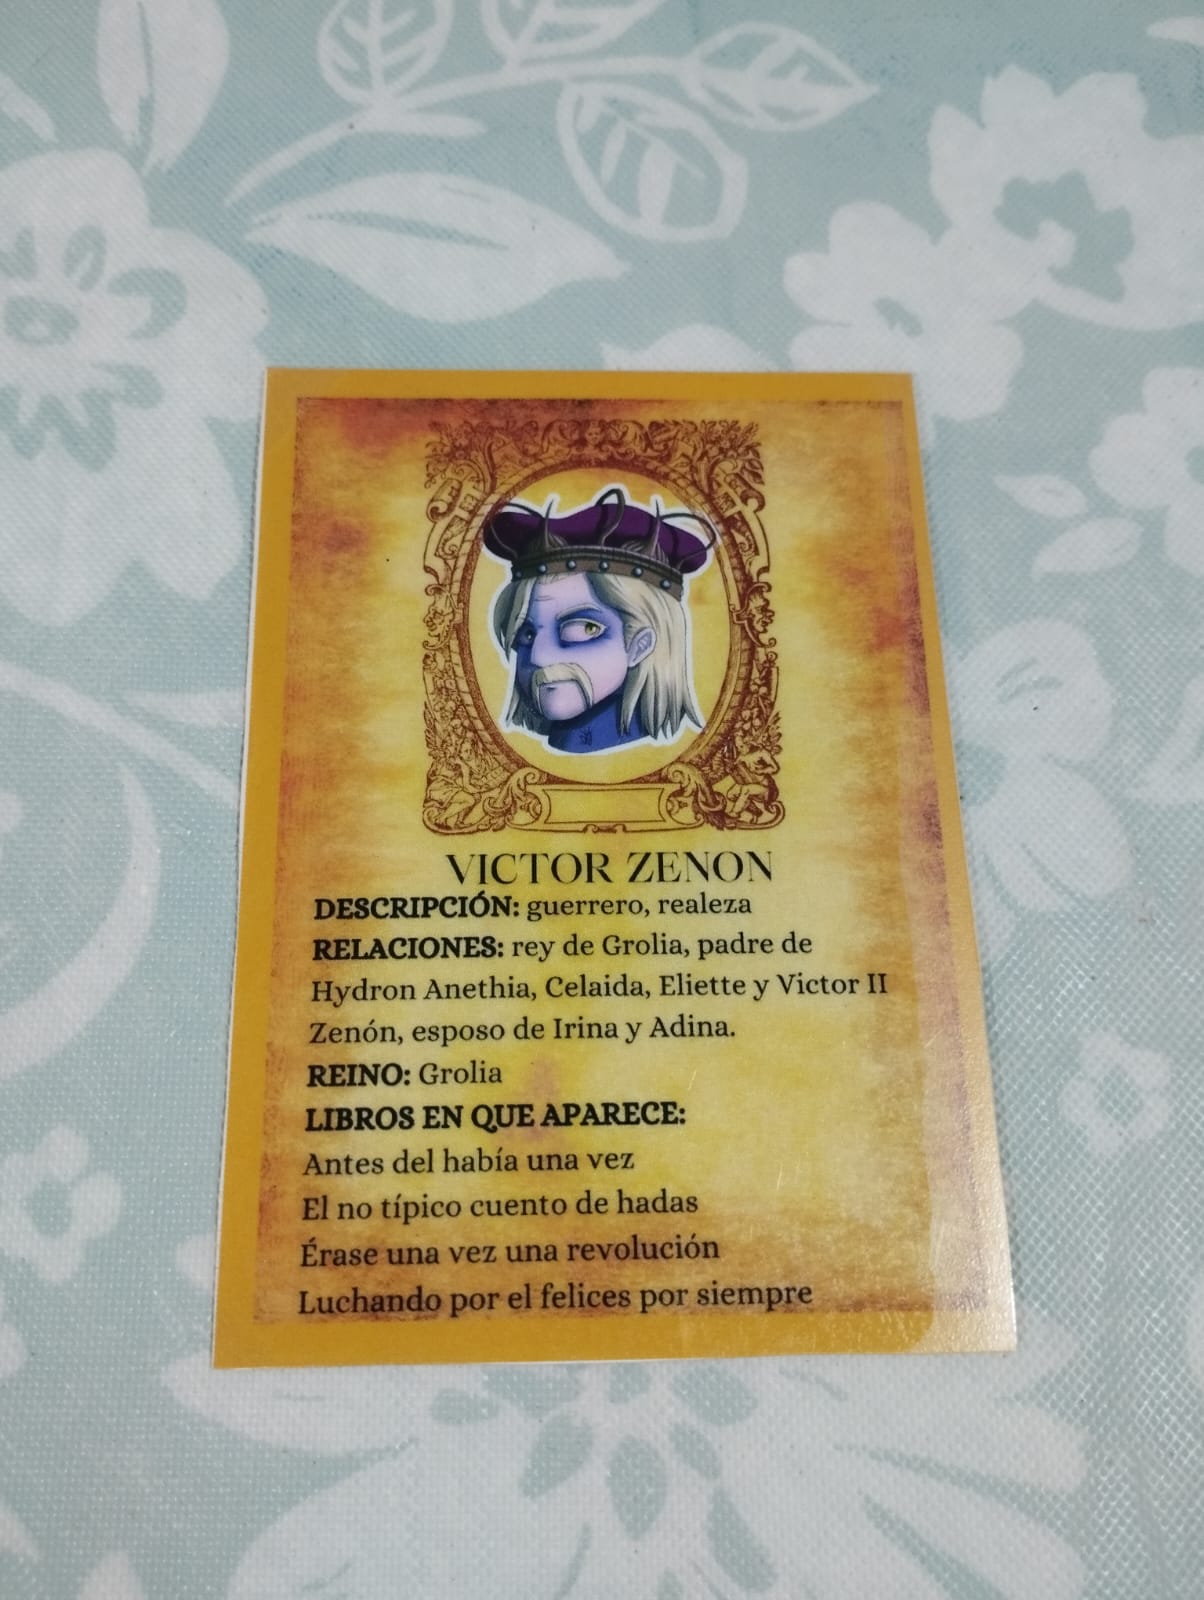 VICTOR ZENON
DESCRIPCIÓN: guerrero, realeza
RELACIONES: rey de Grolia, padre de
Hydron Anethia, Celaida, Eliette y Victor II
Zenón, esposo de Irina y Adina.
REINO: Grolia
LIBROS EN QUE APARECE:
Antes del había una vez
El no típico cuento de hadas
Érase una vez una revolución
Luchando por el felices por siempre